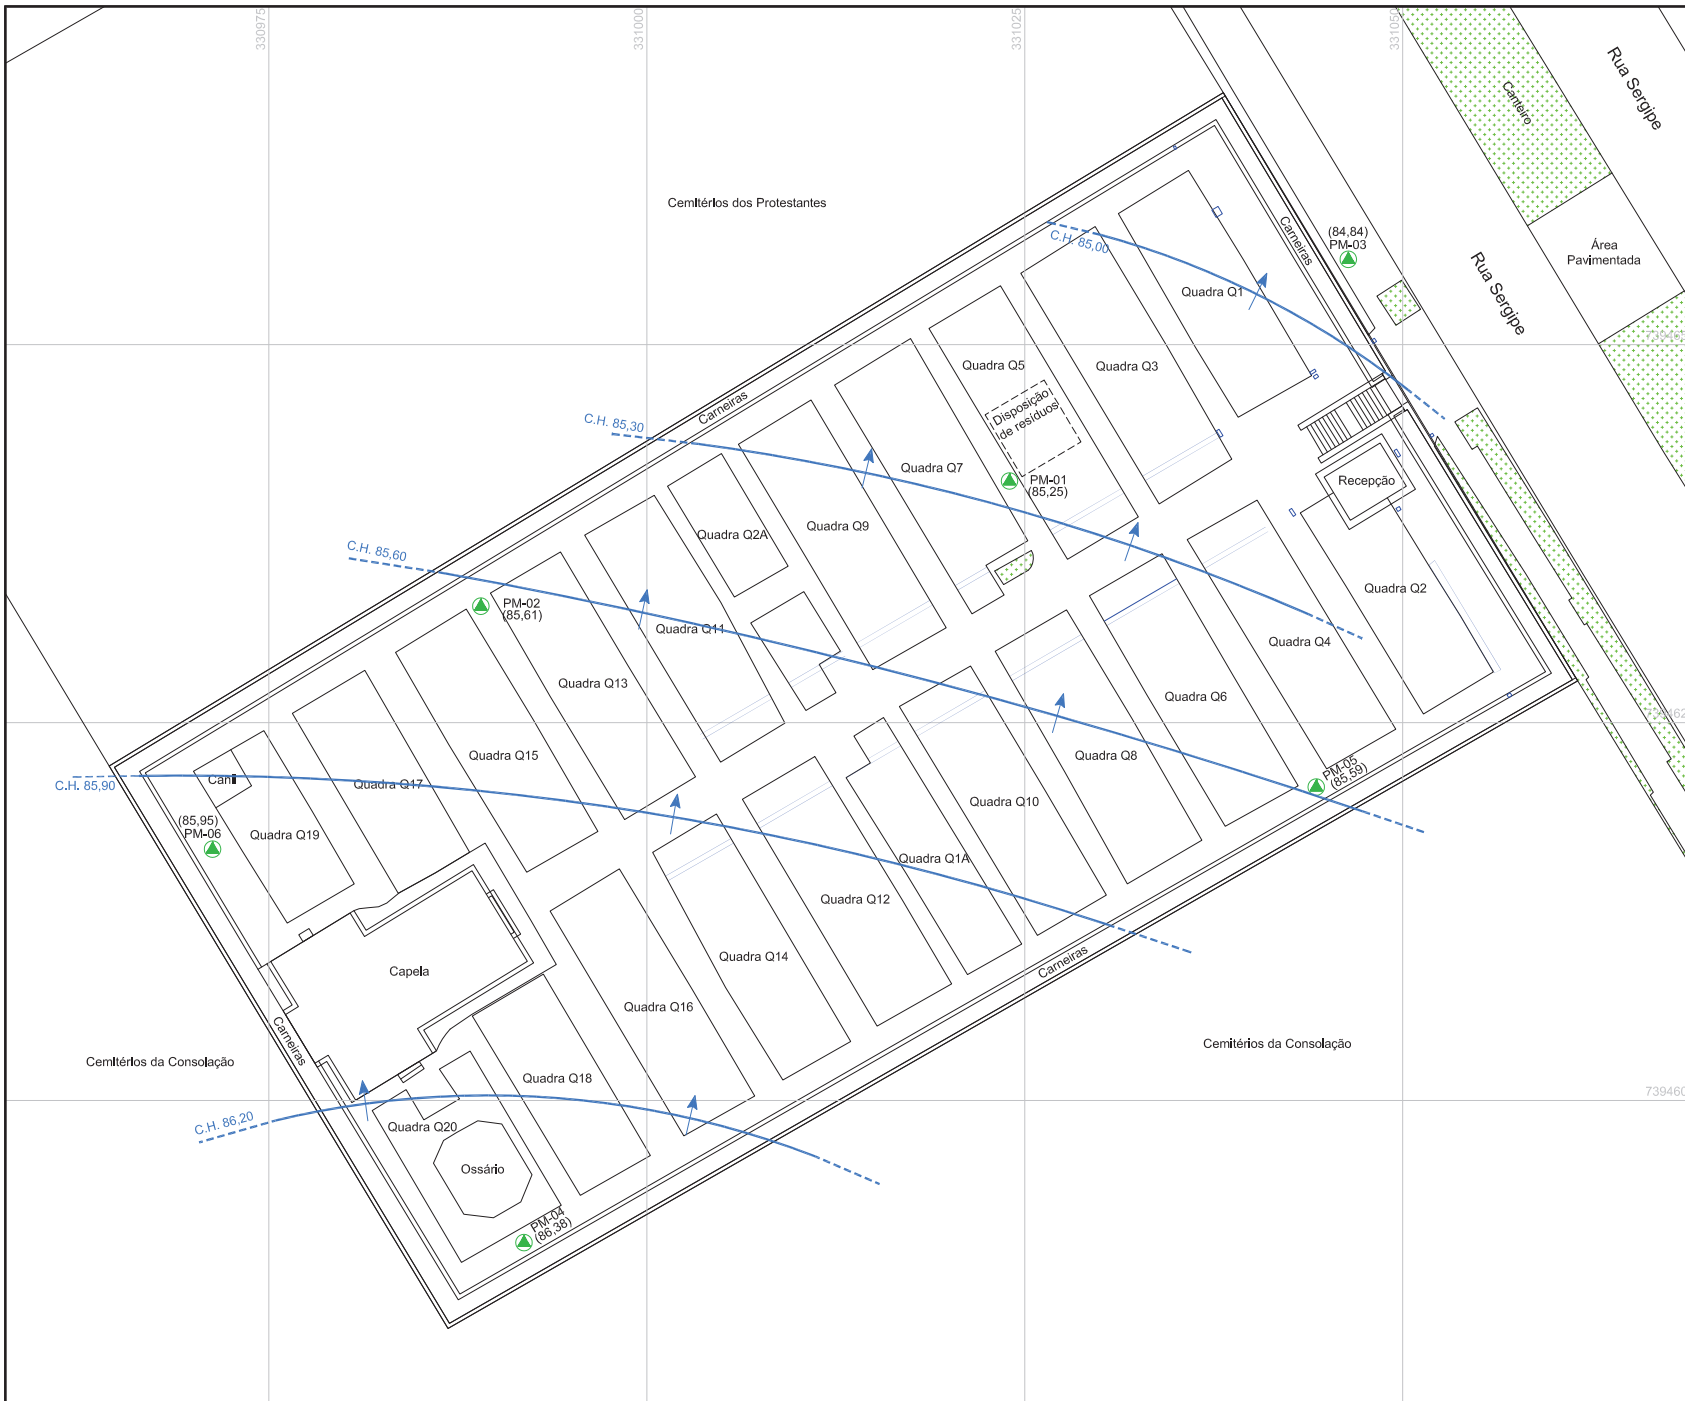 330975
331000
331025
331050
Rua Sergipe
Canteiro
Cemitérios dos Protestantes
Carneiras
(84,84)
PM-03
Área
Pavimentada
Rua Sergipe
C.H. 85,00
Quadra Q1
Quadra Q3
Quadra Q5
Disposição
de resíduos
Carneiras
C.H. 85,30
Quadra Q7
PM-01
(85,25)
Recepção
Quadra Q9
Quadra Q2A
C.H. 85,60
Quadra Q2
PM-02
(85,61)
Quadra Q11
Quadra Q4
Quadra Q13
Quadra Q6
Quadra Q15
Quadra Q8
PM-05
(85,59)
Canil
C.H. 85,90
Quadra Q17
Quadra Q10
(85,95)
PM-06
Quadra Q19
Quadra Q1A
Quadra Q12
Quadra Q14
Carneiras
Capela
Quadra Q16
Carneiras
Cemitérios da Consolação
Cemitérios da Consolação
Quadra Q18
739460
C.H. 86,20
Quadra Q20
Ossário
PM-04
(86,38)